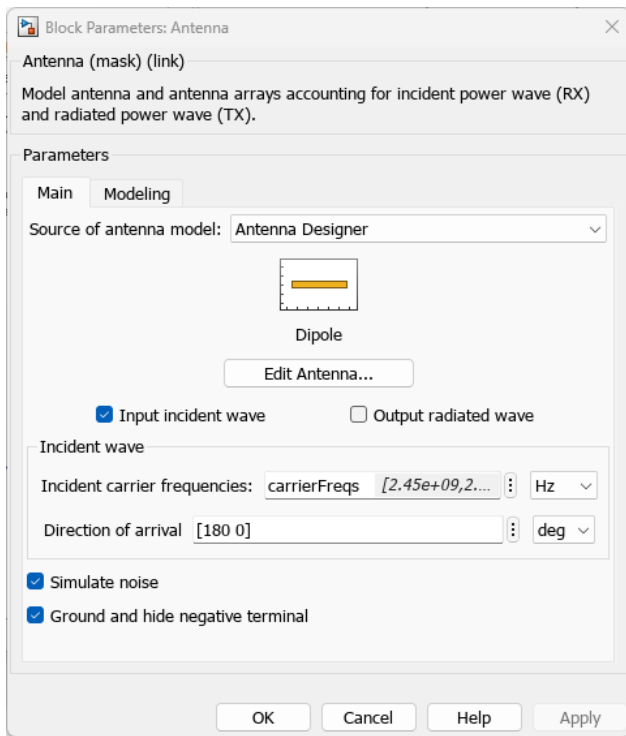 Block Parameters: Antenna
Antenna (mask) (link)
Model antenna and antenna arrays accounting for incident power wave (RX)
and radiated power wave (TX).
Parameters
Main Modeling
Source of antenna model: Antenna Designer
Dipole
Edit Antenna...
Input incident wave Output radiated wave
Incident wave
Incident carrier frequencies: carrierFreqs [2.45e+09,2.... Hz
Direction of arrival [180 0] deg
Simulate noise
Ground and hide negative terminal
OK Cancel Help Apply